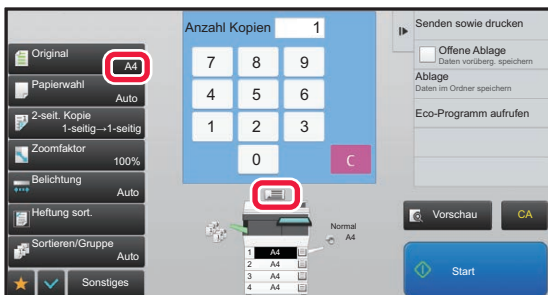 Original
A4
Papierwahl
Auto
2-seit. Kopie
1-seitig→1-seitig
Zoomfaktor
100%
Belichtung
Auto
Heftung sort.
Sortieren/Gruppe
Auto
Sonstiges
Anzahl Kopien 1
7 8 9
4 5 6
1 2 3
0 C
Normal
A4
1 A4
2 A4
3 A4
4 A4
Senden sowie drucken
Offene Ablage
Daten vorüberg. speichern
Ablage
Daten im Ordner speichern
Eco-Programm aufrufen
Vorschau CA
Start